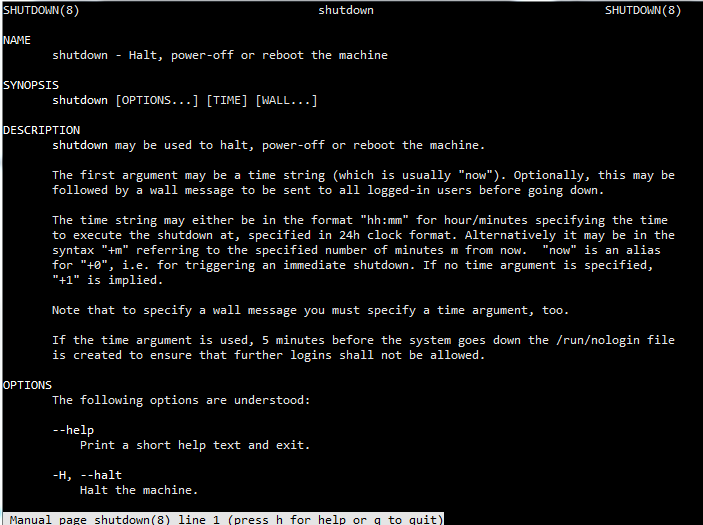 SHUTDOWN(8) shutdown SHUTDOWN(8)
NAME
shutdown - Halt, power-off or reboot the machine
SYNOPSIS
shutdown [OPTIONS...] [TIME] [WALL...]
DESCRIPTION
shutdown may be used to halt, power-off or reboot the machine.
The first argument may be a time string (which is usually "now"). Optionally, this may be
followed by a wall message to be sent to all logged-in users before going down.
The time string may either be in the format "hh:mm" for hour/minutes specifying the time
to execute the shutdown at, specified in 24h clock format. Alternatively it may be in the
syntax "+m" referring to the specified number of minutes m from now.  "now" is an alias
for "+0", i.e. for triggering an immediate shutdown. If no time argument is specified,
"+1" is implied.
Note that to specify a wall message you must specify a time argument, too.
If the time argument is used, 5 minutes before the system goes down the /run/nologin file
is created to ensure that further logins shall not be allowed.
OPTIONS
The following options are understood:
--help
Print a short help text and exit.
-H, --halt
Halt the machine.
Manual page shutdown(8) line 1 (press h for help or q to quit)